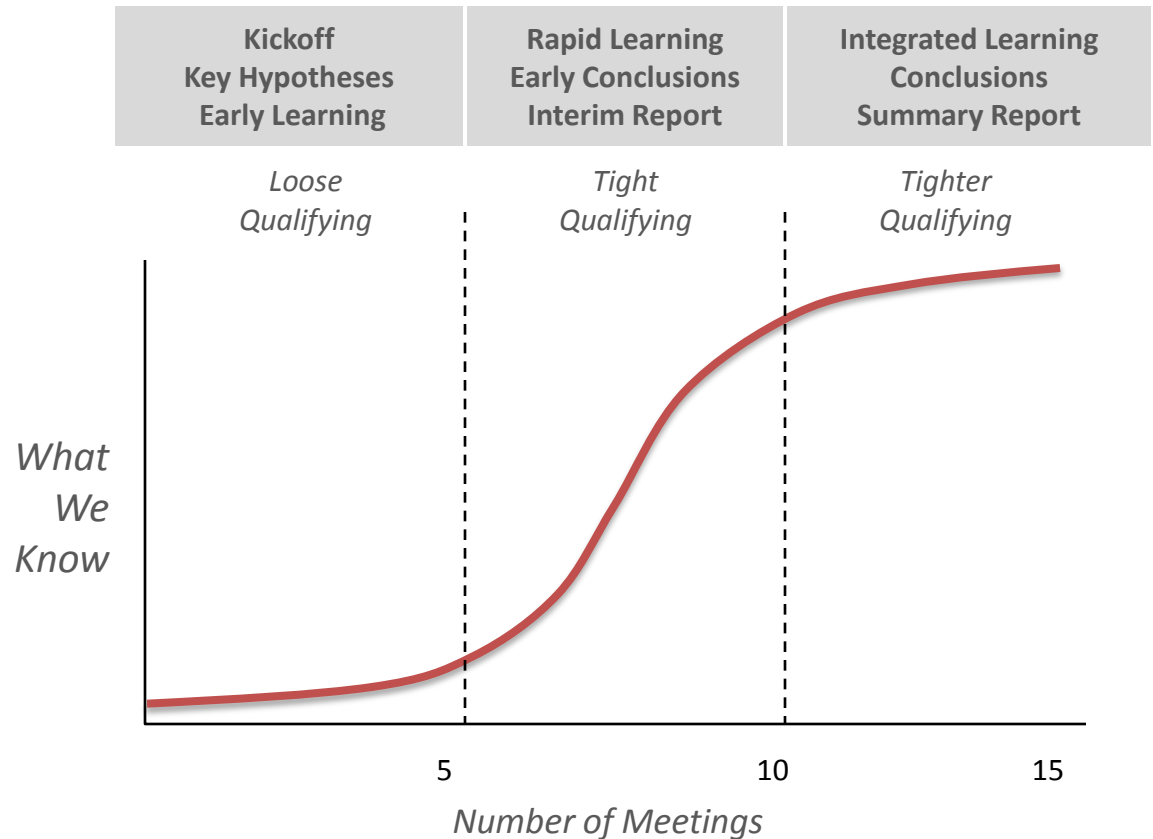 Kickoff
Key Hypotheses
Early Learning
Rapid Learning
Early Conclusions
Interim Report
Integrated Learning
Conclusions
Summary Report
Loose
Qualifying
Tight
Qualifying
Tighter
Qualifying
What
We
Know
5
10
15
Number of Meetings